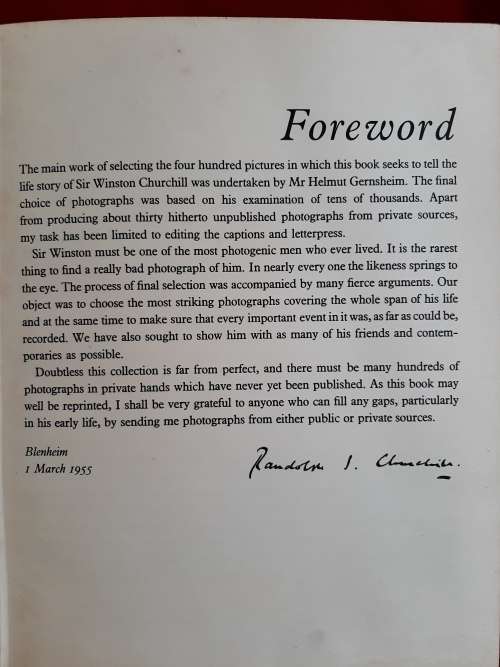 Foreword
The main work of selecting the four hundred pictures in which this book seeks to tell the
life story of Sir Winston Churchill was undertaken by Mr Helmut Gernsheim. The final
choice of photographs was based on his examination of tens of thousands. Apart
from producing about thirty hitherto unpublished photographs from private sources,
my task has been limited to editing the captions and letterpress.
Sir Winston must be one of the most photogenic men who ever lived. It is the rarest
thing to find a really bad photograph of him. In nearly every one the likeness springs to
the eye. The process of final selection was accompanied by many fierce arguments. Our
object was to choose the most striking photographs covering the whole span of his life
and at the same time to make sure that every important event in it was, as far as could be,
recorded. We have also sought to show him with as many of his friends and contem-
poraries as possible.
Doubtless this collection is far from perfect, and there must be many hundreds of
photographs in private hands which have never yet been published. As this book may
well be reprinted, I shall be very grateful to anyone who can fill any gaps, particularly
in his early life, by sending me photographs from either public or private sources.
Blenheim
1 March 1955
Randolph S. Churchill.